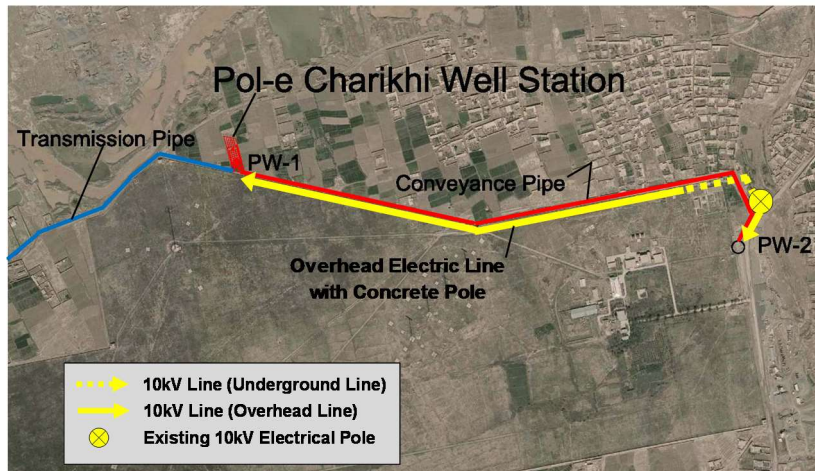 Pol-e Charikhi Well Station
Transmission Pipe
PW-1
Conveyance Pipe
PW-2
Overhead Electric Line
with Concrete Pole
10kV Line (Underground Line)
10kV Line (Overhead Line)
Existing 10kV Electrical Pole